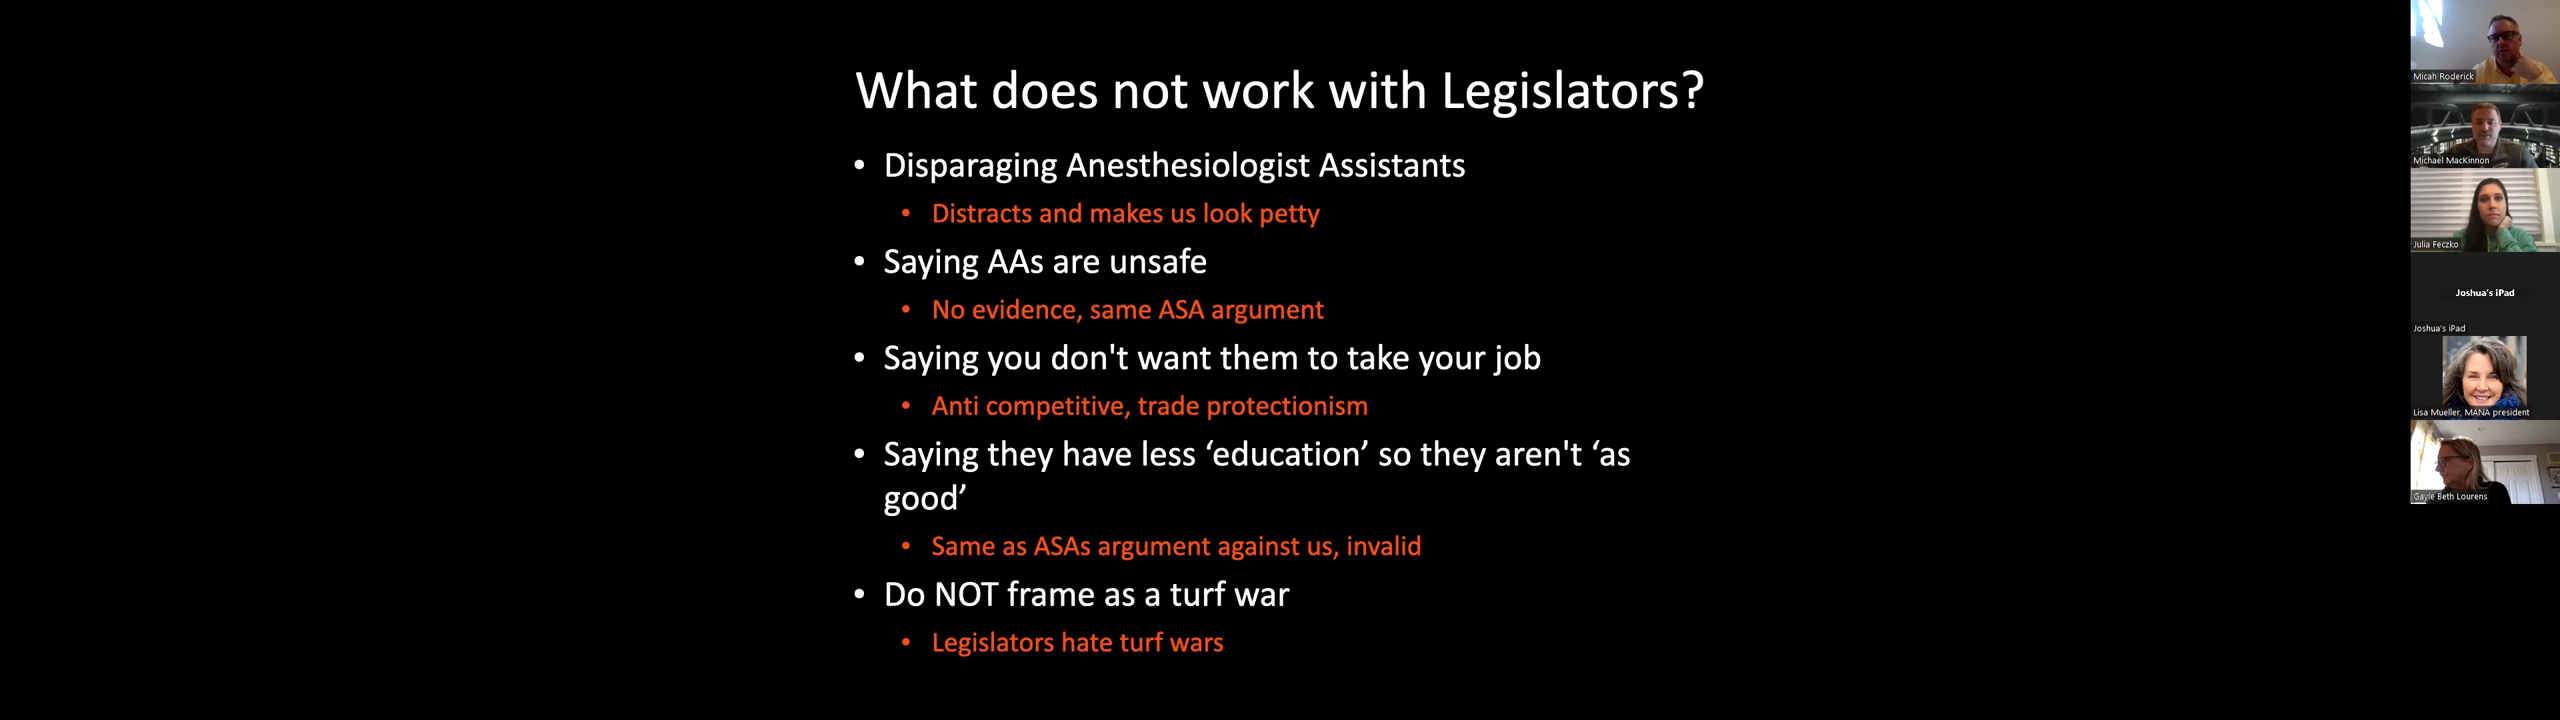 What does not work with Legislators?
• Disparaging Anesthesiologist Assistants
• Distracts and makes us look petty
• Saying AAs are unsafe
• No evidence, same ASA argument
• Saying you don't want them to take your job
• Anti competitive, trade protectionism
• Saying they have less ‘education’ so they aren't ‘as
good’
• Same as ASAs argument against us, invalid
• Do NOT frame as a turf war
• Legislators hate turf wars
Micah Roderick
Michael MacKinnon
Julia Feczko
Joshua's iPad
Joshua's iPad
Lisa Mueller, MANA president
Gayle Beth Lourens